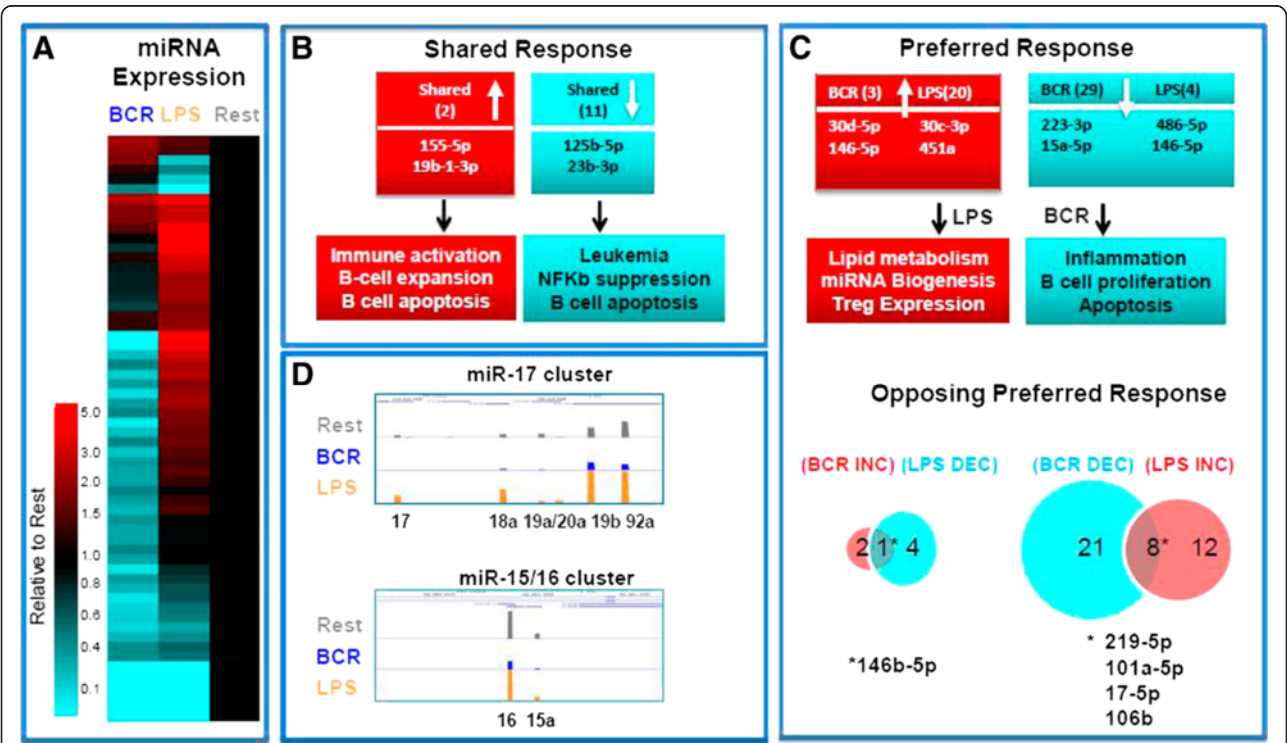 A
miRNA
Expression
BCR LPS Rest
Relative to Rest
5.0
3.0
2.0
1.5
1.0
0.8
0.6
0.4
0.1
B
Shared Response
Shared
(2)
155-5p
19b-1-3p
Shared
(11)
125b-5p
23b-3p
Immune activation
B-cell expansion
B cell apoptosis
Leukemia
NFKb suppression
B cell apoptosis
C
Preferred Response
BCR (3) LPS(20)
30d-5p 30c-3p
146-5p 451a
BCR (29) LPS(4)
223-3p 486-5p
15a-5p 146-5p
LPS
BCR
Lipid metabolism
miRNA Biogenesis
Treg Expression
Inflammation
B cell proliferation
Apoptosis
Opposing Preferred Response
(BCR INC) (LPS DEC)
2 1* 4
*146b-5p
(BCR DEC) (LPS INC)
21 8* 12
* 219-5p
101a-5p
17-5p
106b
D
miR-17 cluster
Rest
BCR
LPS
17 18a 19a/20a 19b 92a
miR-15/16 cluster
Rest
BCR
LPS
16 15a